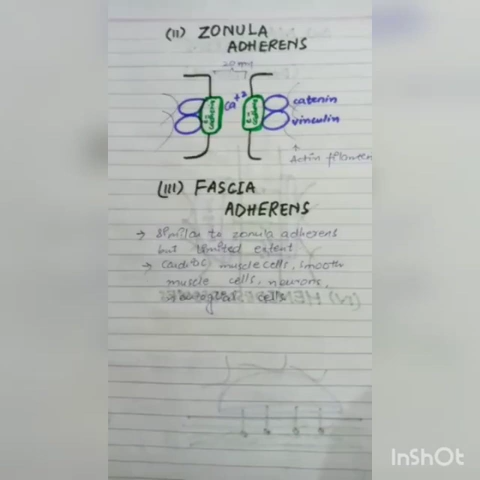 (II) ZONULA
ADHERENS
20 nm
Ca+2
catenin
vinculin
Actin filament
(III) FASCIA
ADHERENS
→ Similar to zonula adherens
but limited extent
→ Cardiac muscle cells, smooth
muscle cells, neurons,
cells
InShOt